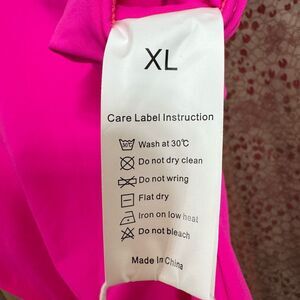 XL
Care Label Instruction
Wash at 30℃
Do not dry clean
Do not wring
Flat dry
Iron on low heat
Do not bleach
Made In China